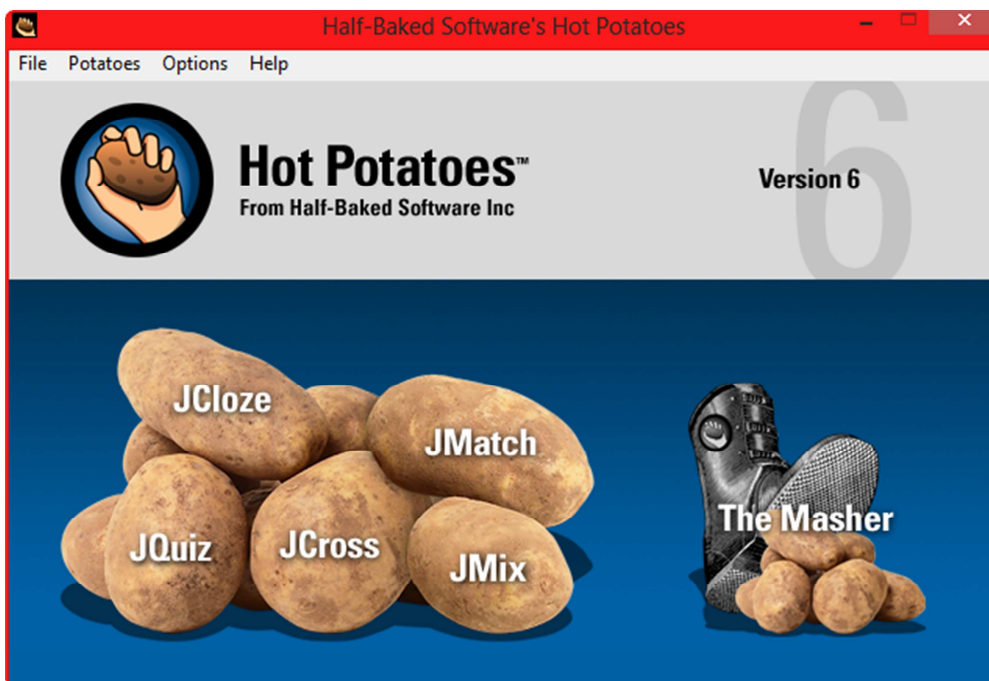 Half-Baked Software's Hot Potatoes
File Potatoes Options Help
Hot Potatoes™
From Half-Baked Software Inc
Version 6
6
JCloze
JMatch
JQuiz
JCross
JMix
The Masher